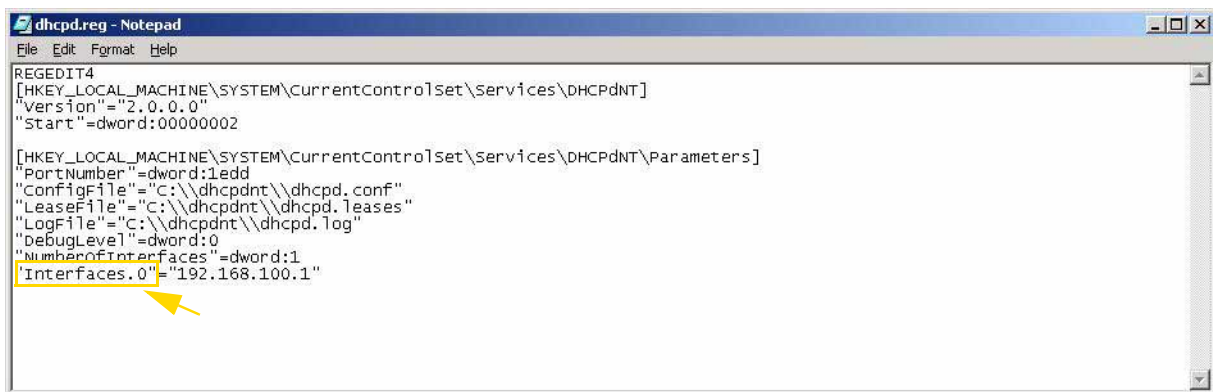 dhcpd.reg - Notepad
File Edit Format Help
REGEDIT4
[HKEY_LOCAL_MACHINE\SYSTEM\CurrentControlSet\Services\DHCPdNT]
"Version"="2.0.0.0"
"Start"=dword:00000002
[HKEY_LOCAL_MACHINE\SYSTEM\CurrentControlSet\Services\DHCPdNT\Parameters]
"PortNumber"=dword:1edd
"ConfigFile"="C:\\dhcpdnt\\dhcpd.conf"
"LeaseFile"="C:\\dhcpdnt\\dhcpd.leases"
"LogFile"="C:\\dhcpdnt\\dhcpd.log"
"DebugLevel"=dword:0
"NumberOfInterfaces"=dword:1
"Interfaces.0"="192.168.100.1"